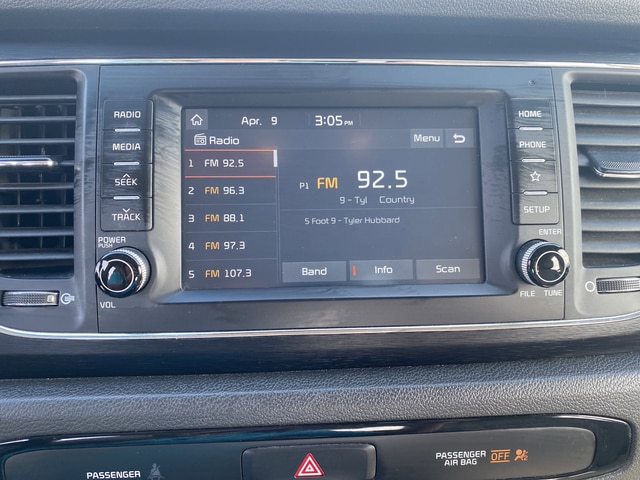 RADIO
MEDIA
SEEK
TRACK
POWER
PUSH
VOL
Apr. 9 3:05 PM
Radio Menu
1 FM 92.5
2 FM 96.3
3 FM 88.1
4 FM 97.3
5 FM 107.3
P1 FM 92.5
9 - Tyl Country
5 Foot 9 - Tyler Hubbard
Band Info Scan
HOME
PHONE
SETUP
ENTER
FILE TUNE
PASSENGER
PASSENGER
AIR BAG OFF